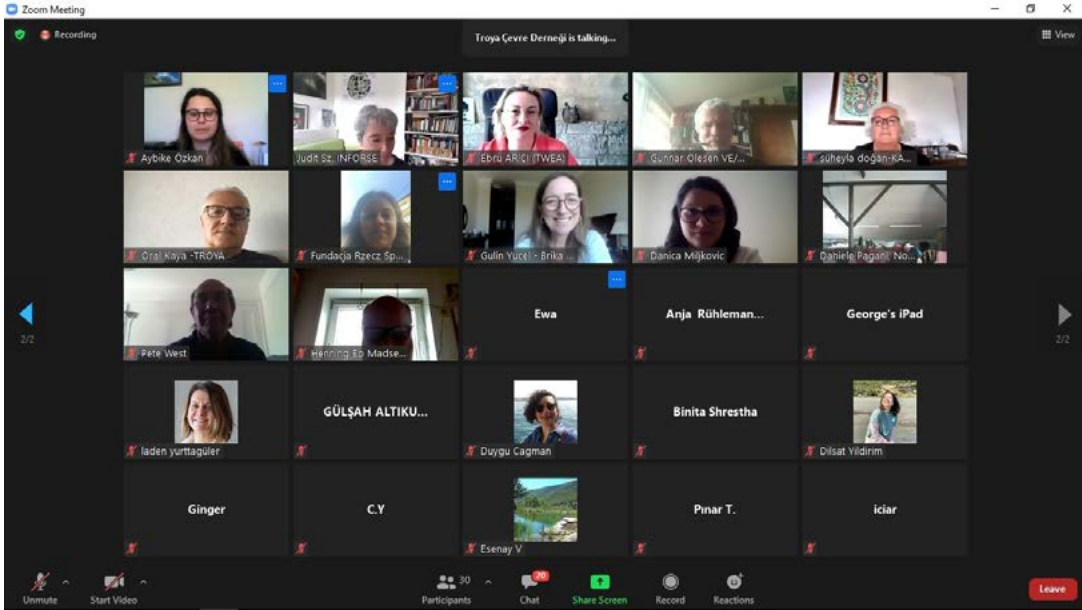 Zoom Meeting
Recording
Troya Çevre Derneği is talking...
View
Aybike Ozkan
Judit Sz. INFORSE
Ebru ARICI (TWEA)
Gunnar Olesen VE/...
süheyla doğan-KA...
Oral Kaya -TROYA
Fundacja Rzecz Sp...
Gulin Yucel - Brika ...
Danica Miljkovic
Daniele Pagani, No...
Pete West
Henning Bo Madse...
Ewa
Anja Rühleman...
George's iPad
2/2
2/2
laden yurttagüler
GÜLŞAH ALTIKU...
Duygu Cagman
Binita Shrestha
Dilsat Yildirim
Ginger
C.Y
Esenay V
Pınar T.
iciar
Unmute
Start Video
Participants
30
Chat
20
Share Screen
Record
Reactions
Leave